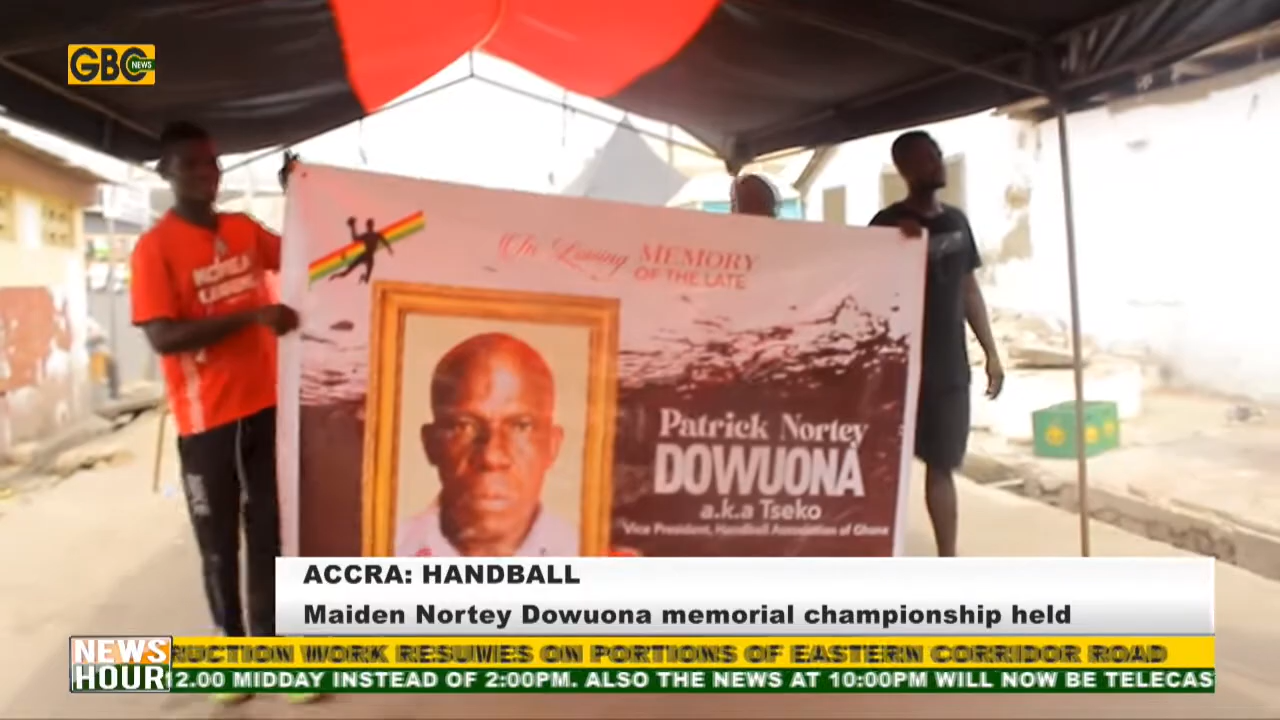 GBC NEWS
In Loving MEMORY
OF THE LATE
Patrick Nortey
DOWUONA
a.k.a Tseko
Vice President, Handball Association of Ghana
ACCRA: HANDBALL
Maiden Nortey Dowuona memorial championship held
NEWS
HOUR
RUCTION WORK RESUMES ON PORTIONS OF EASTERN CORRIDOR ROAD
12.00 MIDDAY INSTEAD OF 2:00PM. ALSO THE NEWS AT 10:00PM WILL NOW BE TELECAS